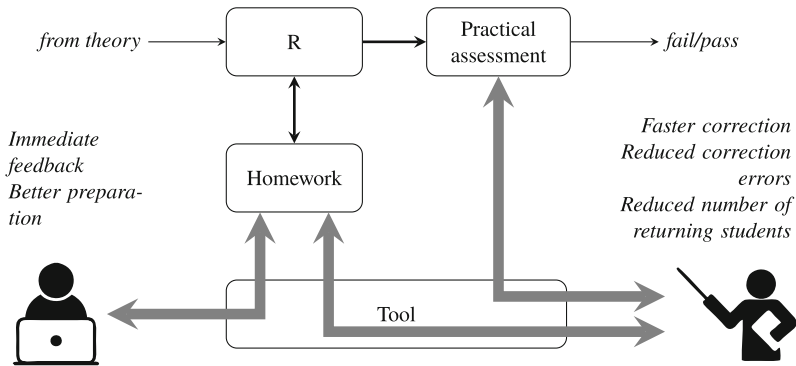 from theory
R
Practical
assessment
fail/pass
Immediate
feedback
Better prepara-
tion
Homework
Faster correction
Reduced correction
errors
Reduced number of
returning students
Tool